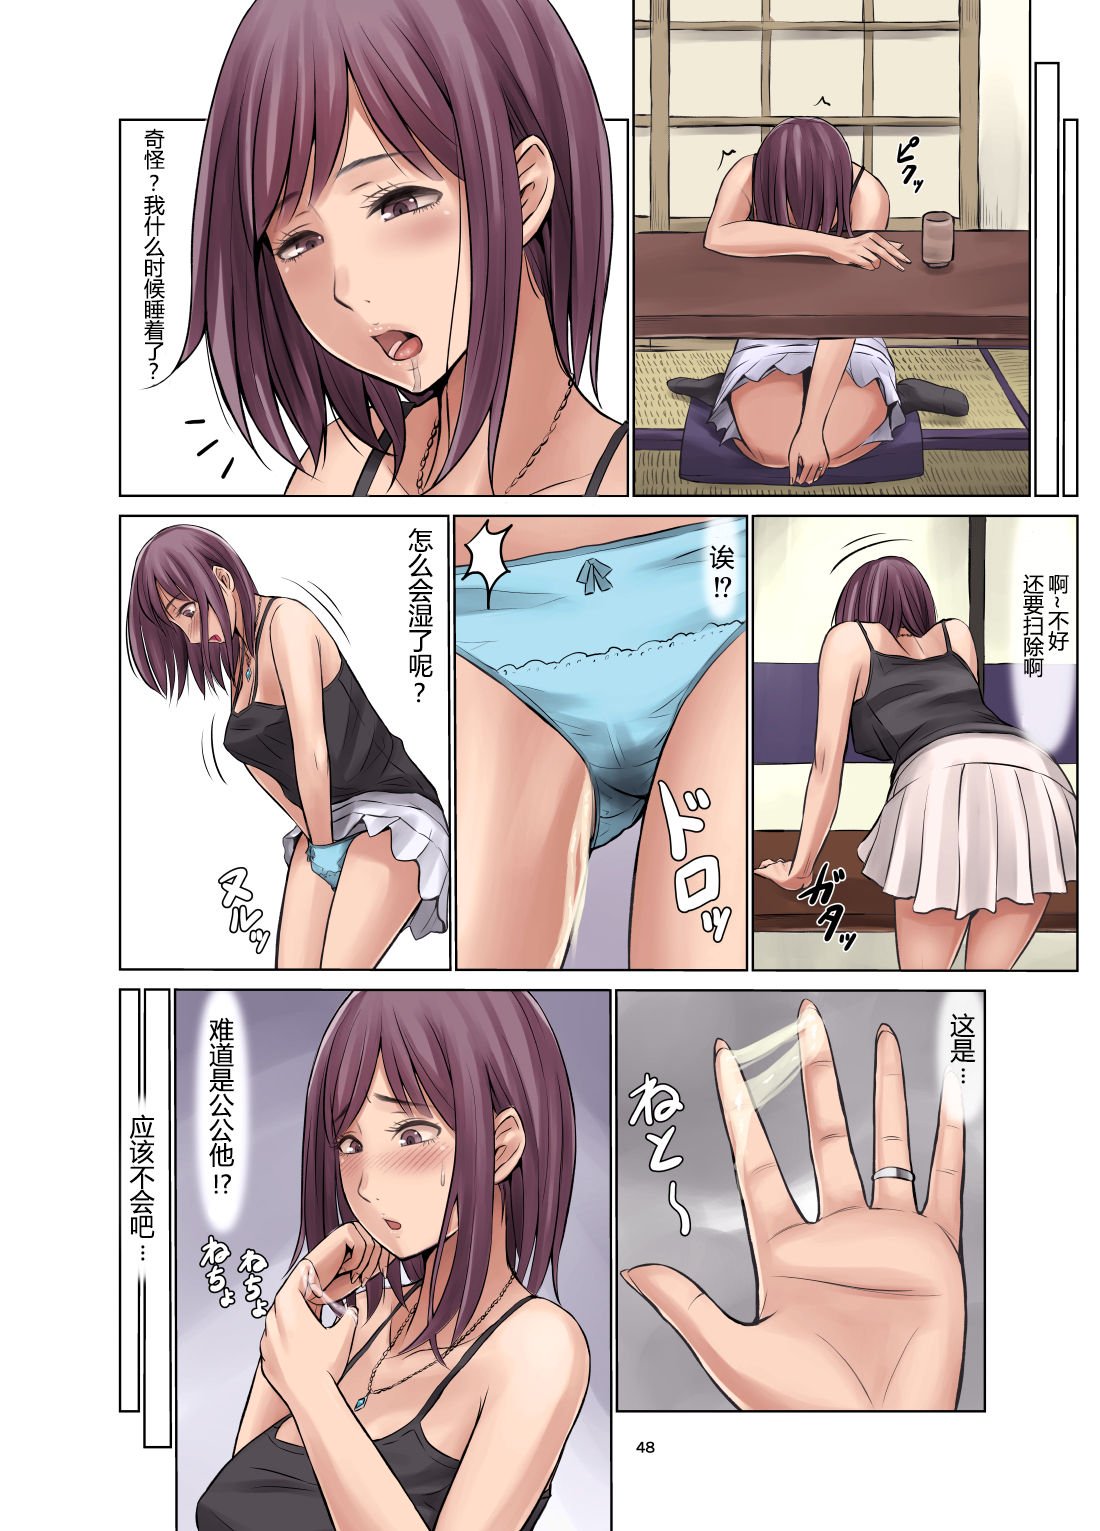 ピクッ
奇怪？我什么时候睡着了？
啊~不好
还要扫除啊
ガタッ
诶!?
ドロッ
怎么会湿了呢？
ヌルッ
这是…
ねと～
难道是公公他!?
ねちょ
ねちょ
应该不会吧…
48